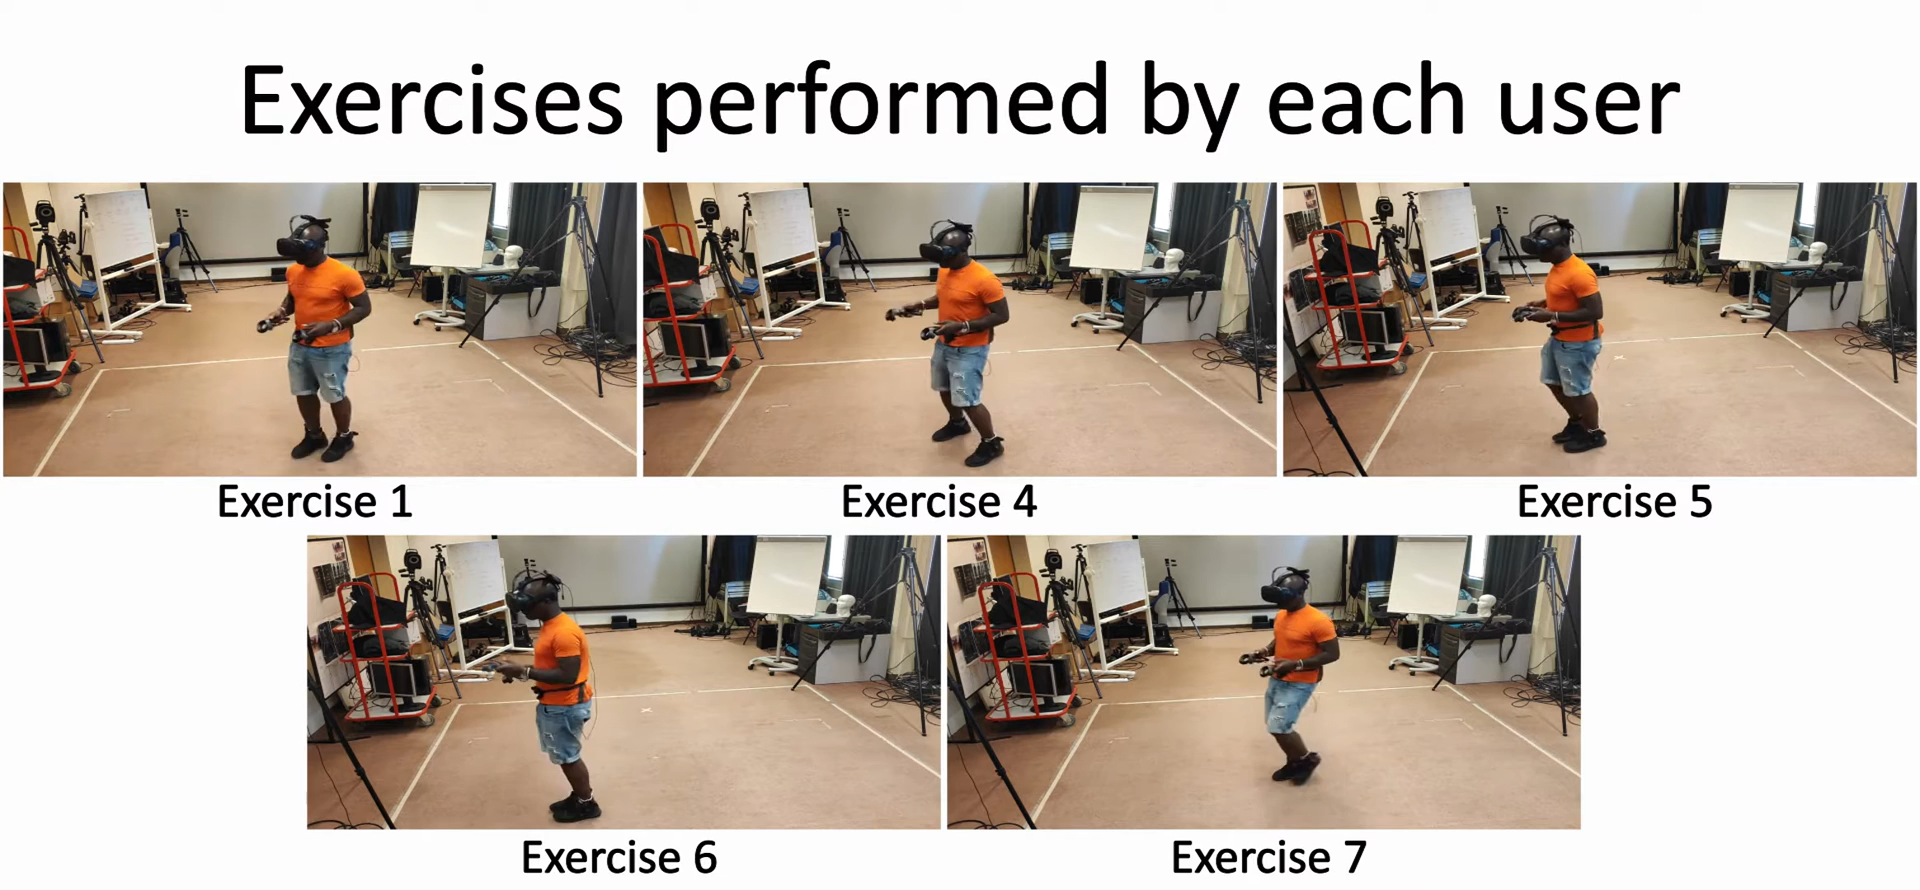 Exercises performed by each user
Exercise 1
Exercise 4
Exercise 5
Exercise 6
Exercise 7